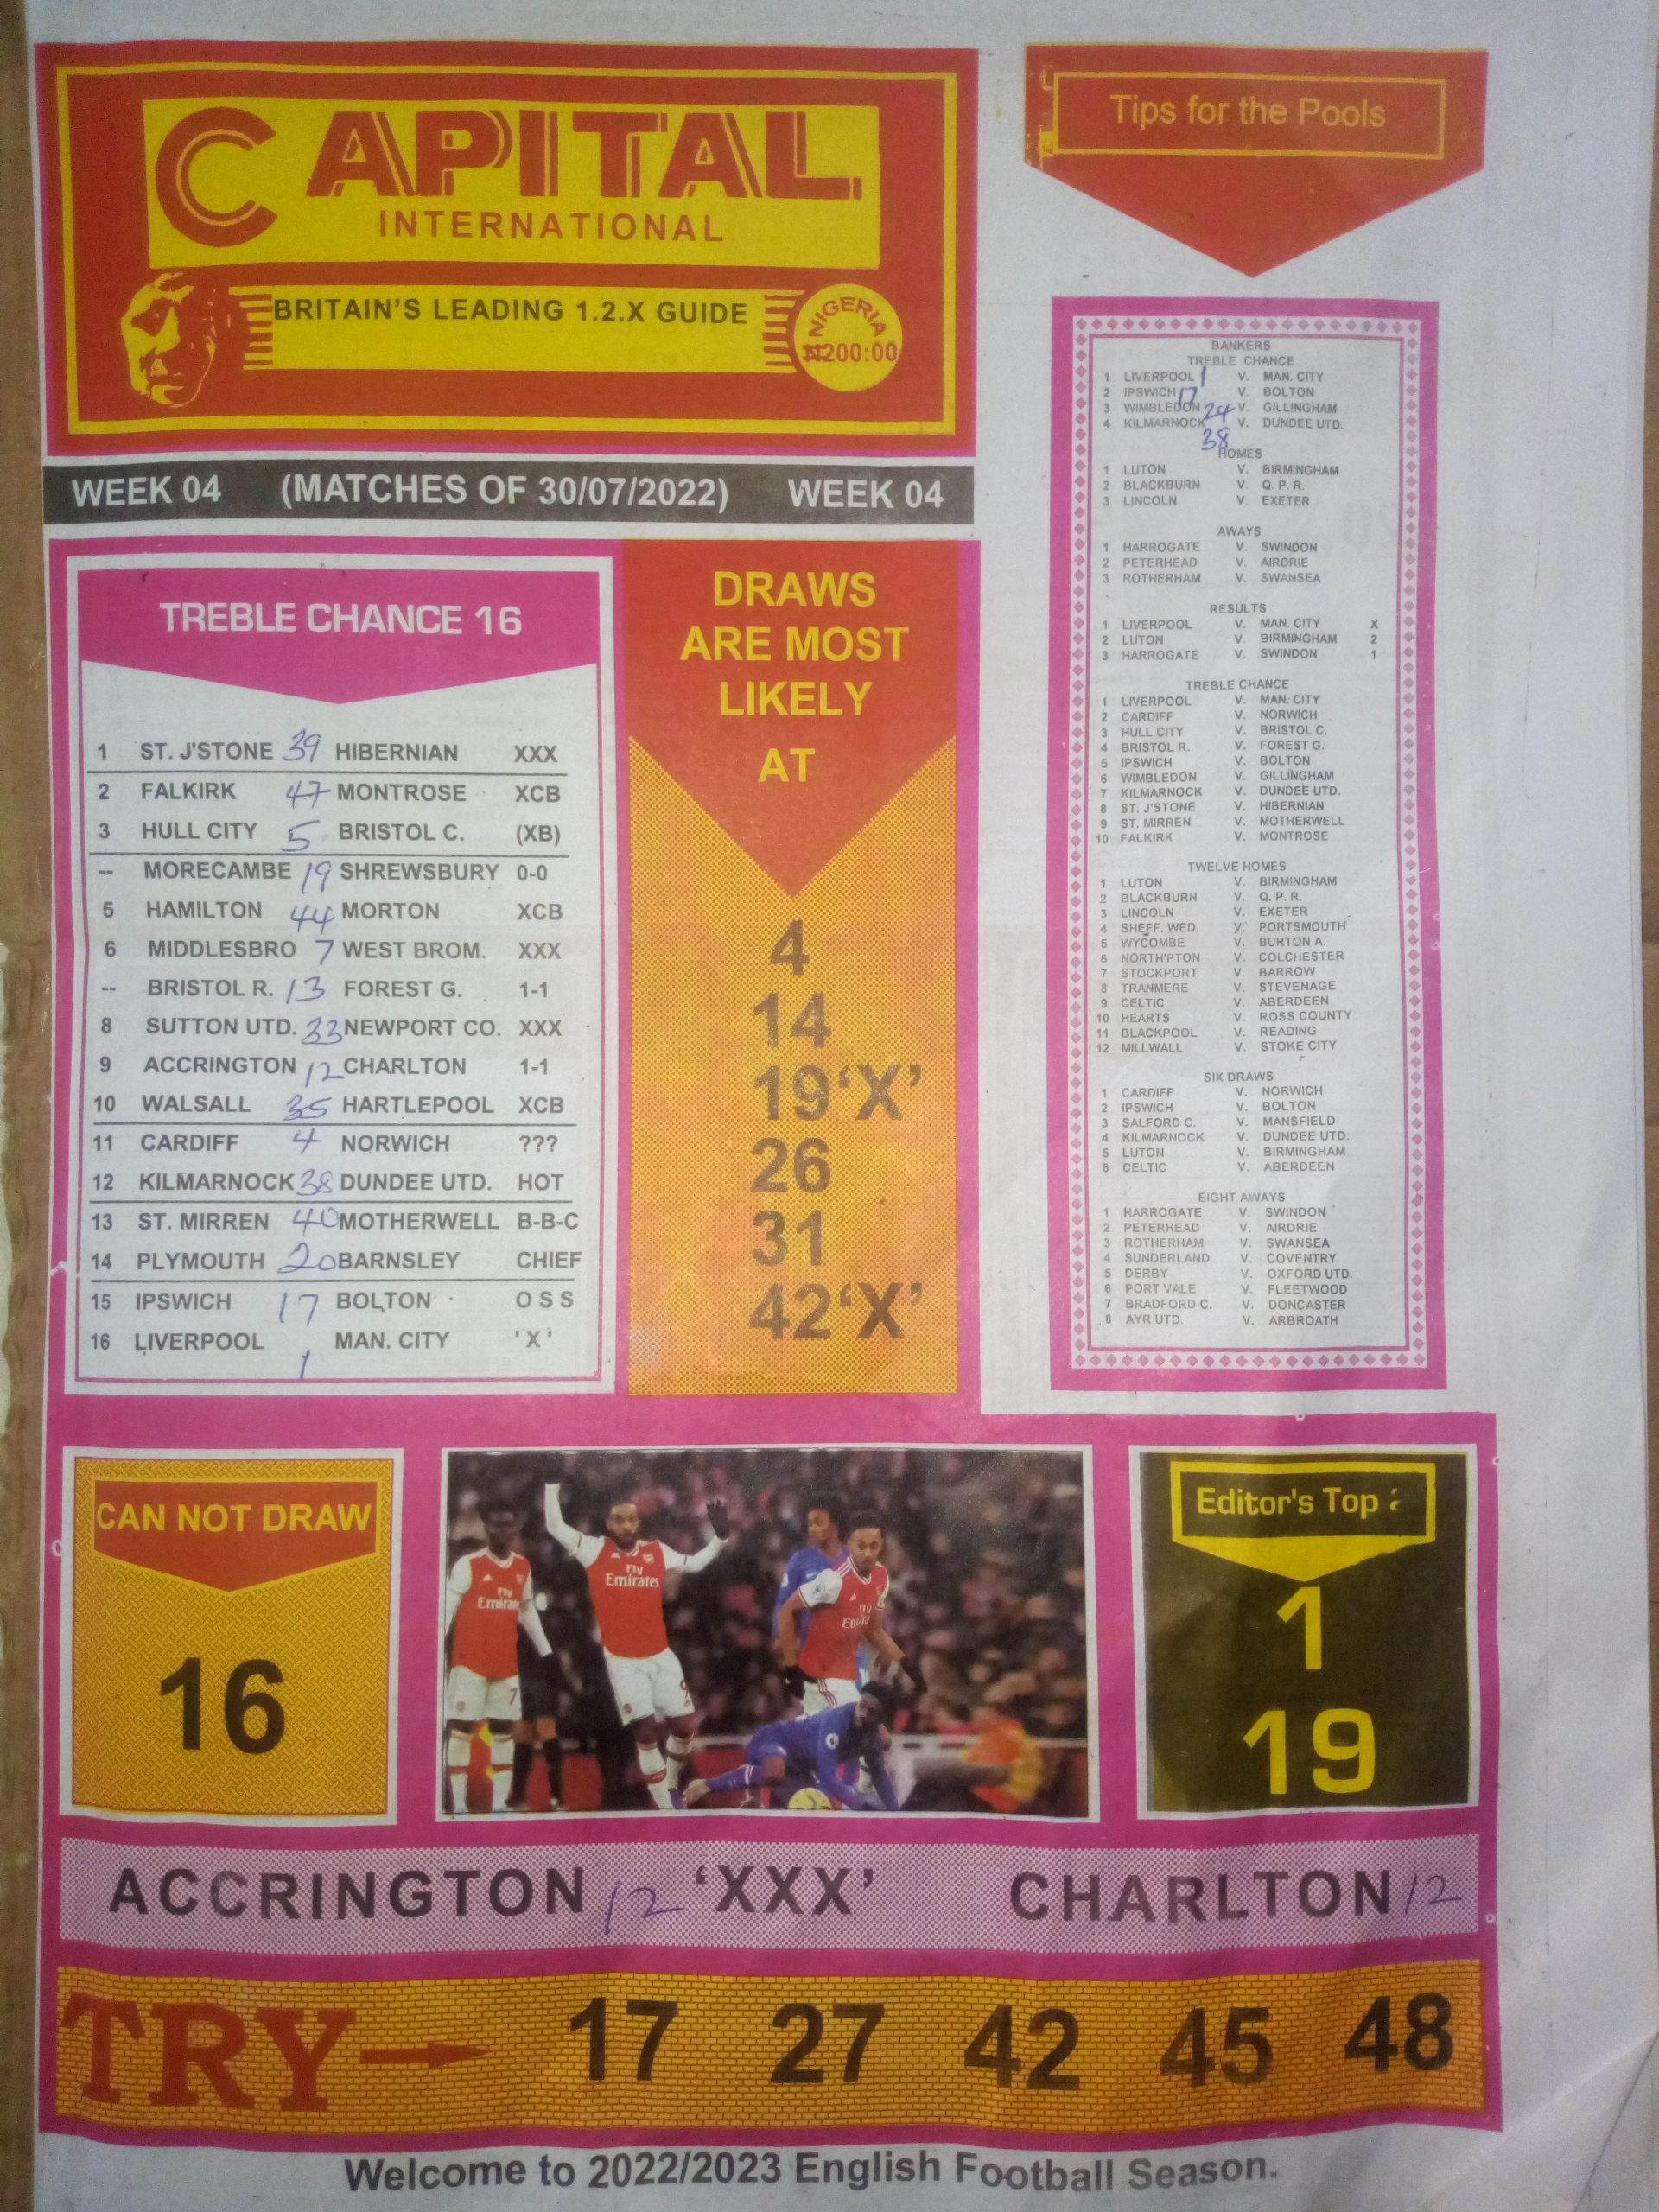 CAPITAL
INTERNATIONAL
BRITAIN'S LEADING 1.2.X GUIDE
NIGERIA
₦200:00
WEEK 04 (MATCHES OF 30/07/2022) WEEK 04
TREBLE CHANCE 16
1 ST. J'STONE 39 HIBERNIAN XXX
2 FALKIRK 47 MONTROSE XCB
3 HULL CITY 5 BRISTOL C. (XB)
-- MORECAMBE 19 SHREWSBURY 0-0
5 HAMILTON 44 MORTON XCB
6 MIDDLESBRO 7 WEST BROM. XXX
-- BRISTOL R. 13 FOREST G. 1-1
8 SUTTON UTD. 33 NEWPORT CO. XXX
9 ACCRINGTON 12 CHARLTON 1-1
10 WALSALL 35 HARTLEPOOL XCB
11 CARDIFF 4 NORWICH ???
12 KILMARNOCK 38 DUNDEE UTD. HOT
13 ST. MIRREN 40 MOTHERWELL B-B-C
14 PLYMOUTH 20 BARNSLEY CHIEF
15 IPSWICH 17 BOLTON O S S
16 LIVERPOOL 1 MAN. CITY 'X'
DRAWS
ARE MOST
LIKELY
AT
4
14
19 'X'
26
31
42 'X'
Tips for the Pools
BANKERS
TREBLE CHANCE
1 LIVERPOOL 1 V. MAN. CITY
2 IPSWICH 17 V. BOLTON
3 WIMBLEDON 24 V. GILLINGHAM
4 KILMARNOCK 38 V. DUNDEE UTD.
HOMES
1 LUTON V. BIRMINGHAM
2 BLACKBURN V. Q. P. R.
3 LINCOLN V. EXETER
AWAYS
1 HARROGATE V. SWINDON
2 PETERHEAD V. AIRDRIE
3 ROTHERHAM V. SWANSEA
RESULTS
1 LIVERPOOL V. MAN. CITY X
2 LUTON V. BIRMINGHAM 2
3 HARROGATE V. SWINDON 1
TREBLE CHANCE
1 LIVERPOOL V. MAN. CITY
2 CARDIFF V. NORWICH
3 HULL CITY V. BRISTOL C.
4 BRISTOL R. V. FOREST G.
5 IPSWICH V. BOLTON
6 WIMBLEDON V. GILLINGHAM
7 KILMARNOCK V. DUNDEE UTD.
8 ST. J'STONE V. HIBERNIAN
9 ST. MIRREN V. MOTHERWELL
10 FALKIRK V. MONTROSE
TWELVE HOMES
1 LUTON V. BIRMINGHAM
2 BLACKBURN V. Q. P. R.
3 LINCOLN V. EXETER
4 SHEFF. WED. V. PORTSMOUTH
5 WYCOMBE V. BURTON A.
6 NORTH'PTON V. COLCHESTER
7 STOCKPORT V. BARROW
8 TRANMERE V. STEVENAGE
9 CELTIC V. ABERDEEN
10 HEARTS V. ROSS COUNTY
11 BLACKPOOL V. READING
12 MILLWALL V. STOKE CITY
SIX DRAWS
1 CARDIFF V. NORWICH
2 IPSWICH V. BOLTON
3 SALFORD C. V. MANSFIELD
4 KILMARNOCK V. DUNDEE UTD.
5 LUTON V. BIRMINGHAM
6 CELTIC V. ABERDEEN
EIGHT AWAYS
1 HARROGATE V. SWINDON
2 PETERHEAD V. AIRDRIE
3 ROTHERHAM V. SWANSEA
4 SUNDERLAND V. COVENTRY
5 DERBY V. OXFORD UTD.
6 PORT VALE V. FLEETWOOD
7 BRADFORD C. V. DONCASTER
8 AYR UTD. V. ARBROATH
CAN NOT DRAW
16
Fly
Emirates
7
9
Editor's Top
1
19
ACCRINGTON 12 'XXX' CHARLTON 12
TRY 17 27 42 45 48
Welcome to 2022/2023 English Football Season.